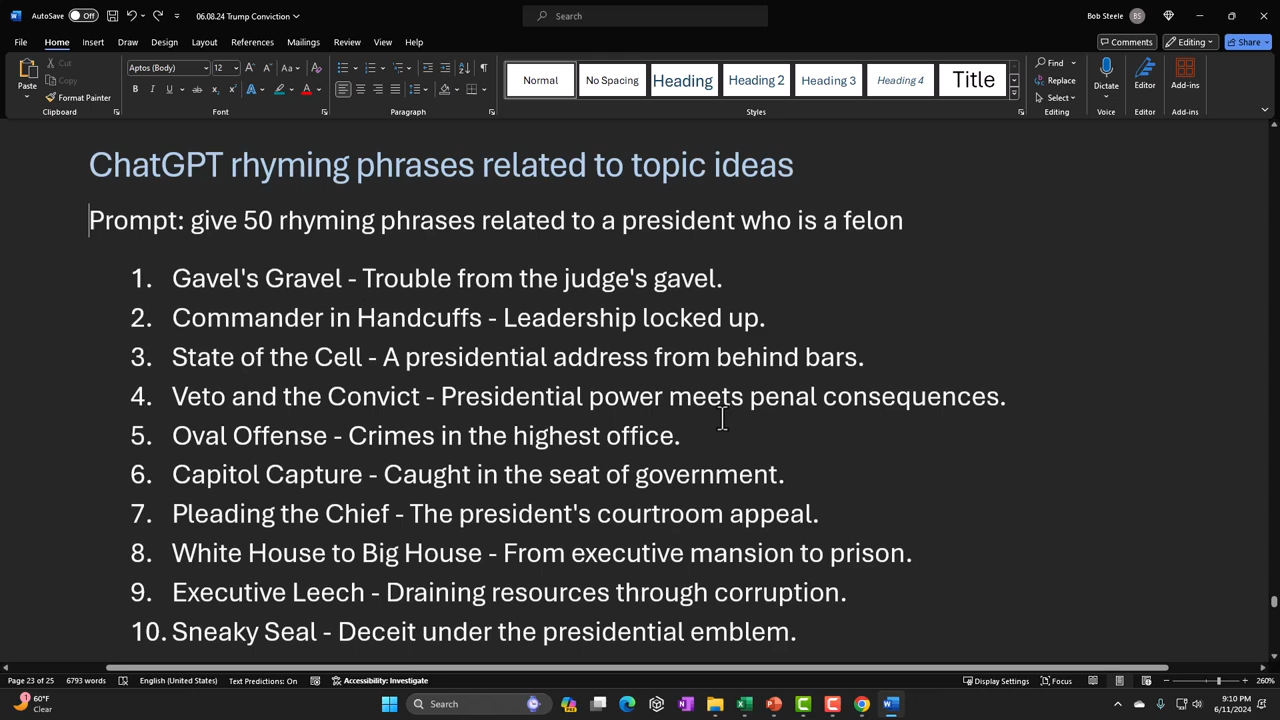 AutoSave Off 06.08.24 Trump Conviction Search Bob Steele BS
File Home Insert Draw Design Layout References Mailings Review View Help Comments Editing Share
Paste Cut Copy Format Painter
Aptos (Body) 12
Normal No Spacing Heading Heading 2 Heading 3 Heading 4 Title
Find Replace Select Dictate Editor Add-ins
Clipboard Font Paragraph Styles Editing Voice Editor Add-ins
ChatGPT rhyming phrases related to topic ideas
Prompt: give 50 rhyming phrases related to a president who is a felon
1. Gavel's Gravel - Trouble from the judge's gavel.
2. Commander in Handcuffs - Leadership locked up.
3. State of the Cell - A presidential address from behind bars.
4. Veto and the Convict - Presidential power meets penal consequences.
5. Oval Offense - Crimes in the highest office.
6. Capitol Capture - Caught in the seat of government.
7. Pleading the Chief - The president's courtroom appeal.
8. White House to Big House - From executive mansion to prison.
9. Executive Leech - Draining resources through corruption.
10. Sneaky Seal - Deceit under the presidential emblem.
Page 23 of 25 6793 words English (United States) Text Predictions: On Accessibility: Investigate Display Settings Focus
60°F
Clear
Search
9:10 PM
6/11/2024